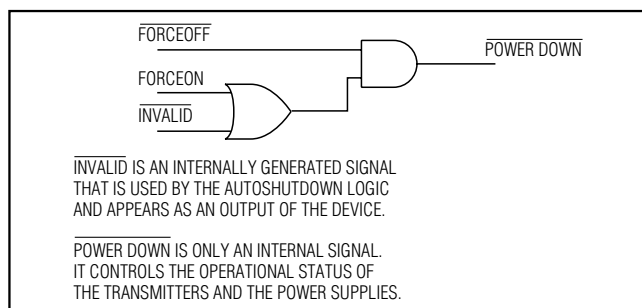 FORCEOFF
POWER DOWN
FORCEON
INVALID
INVALID IS AN INTERNALLY GENERATED SIGNAL
THAT IS USED BY THE AUTOSHUTDOWN LOGIC
AND APPEARS AS AN OUTPUT OF THE DEVICE.
POWER DOWN IS ONLY AN INTERNAL SIGNAL.
IT CONTROLS THE OPERATIONAL STATUS OF
THE TRANSMITTERS AND THE POWER SUPPLIES.